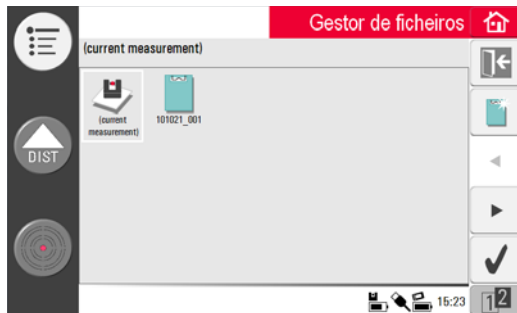 Gestor de ficheiros
(current measurement)
(current
measurement)
101021_001
DIST
15:23
12